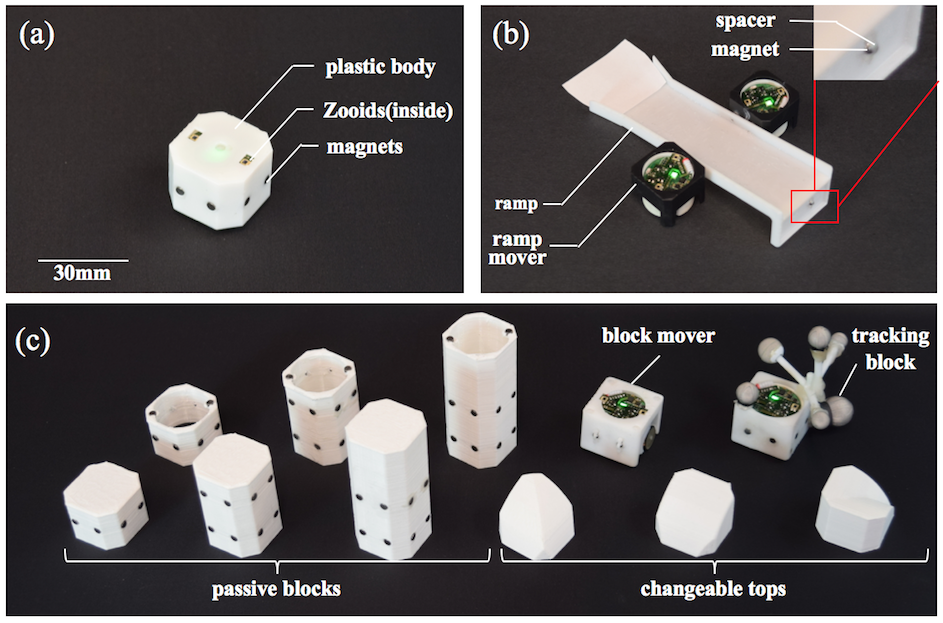 (a)
plastic body
Zooids(inside)
magnets
30mm
(b)
spacer
magnet
ramp
ramp
mover
(c)
block mover
tracking
block
passive blocks
changeable tops